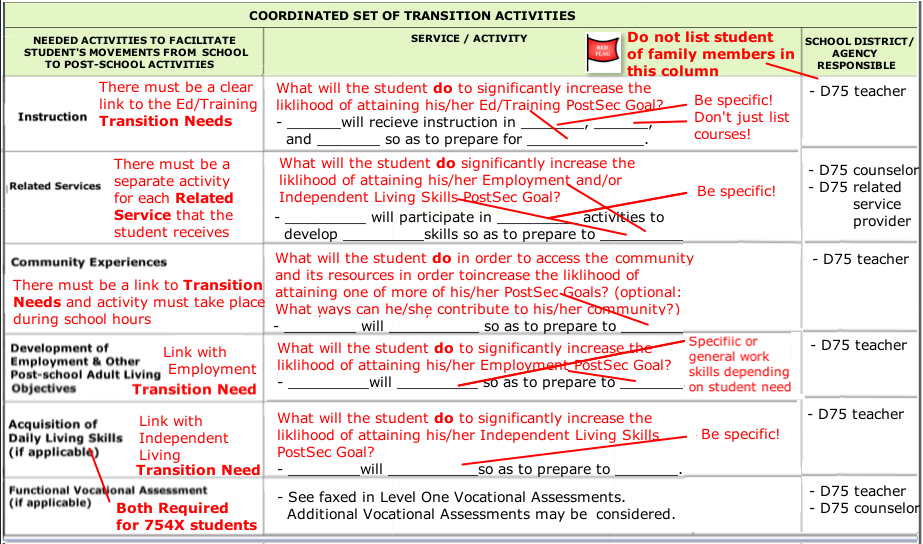 COORDINATED SET OF TRANSITION ACTIVITIES
NEEDED ACTIVITIES TO FACILITATE
STUDENT'S MOVEMENTS FROM SCHOOL
TO POST-SCHOOL ACTIVITIES
SERVICE / ACTIVITY
RED
FLAG
Do not list student
of family members in
this column
SCHOOL DISTRICT/
AGENCY
RESPONSIBLE
Instruction
There must be a clear
link to the Ed/Training
Transition Needs
What will the student do to significantly increase the
liklihood of attaining his/her Ed/Training PostSec Goal?
- _______will recieve instruction in ________, _______,
and ________ so as to prepare for _______________.
Be specific!
Don't just list
courses!
- D75 teacher
Related Services
There must be a
separate activity
for each Related
Service that the
student receives
What will the student do significantly increase the
liklihood of attaining his/her Employment and/or
Independent Living Skills PostSec Goal?
- __________ will participate in __________ activities to
develop __________skills so as to prepare to __________
Be specific!
- D75 counselor
- D75 related
service
provider
Community Experiences
There must be a link to Transition
Needs and activity must take place
during school hours
What will the student do in order to access the community
and its resources in order toincrease the liklihood of
attaining one of more of his/her PostSec Goals? (optional:
What ways can he/she contribute to his/her community?)
- _________ will ___________ so as to prepare to ________
- D75 teacher
Development of
Employment & Other
Post-school Adult Living
Objectives
Link with
Employment
Transition Need
What will the student do to significantly increase the
liklihood of attaining his/her Employment PostSec Goal?
- __________will __________ so as to prepare to ________
Specifiic or
general work
skills depending
on student need
- D75 teacher
Acquisition of
Daily Living Skills
(if applicable)
Link with
Independent
Living
Transition Need
What will the student do to significantly increase the
liklihood of attaining his/her Independent Living Skills
PostSec Goal?
- _________will ___________so as to prepare to ________.
Be specific!
- D75 teacher
Functional Vocational Assessment
(if applicable)
Both Required
for 754X students
- See faxed in Level One Vocational Assessments.
Additional Vocational Assessments may be considered.
- D75 teacher
- D75 counselor